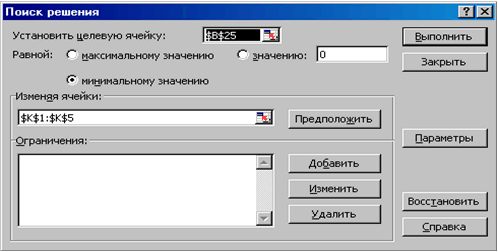 Поиск решения
Установить целевую ячейку: $B$25 Выполнить
Равной: максимальному значению значению: 0 Закрыть
минимальному значению
Изменяя ячейки:
$K$1:$K$5 Предположить
Ограничения: Параметры
Добавить
Изменить
Удалить Восстановить
Справка